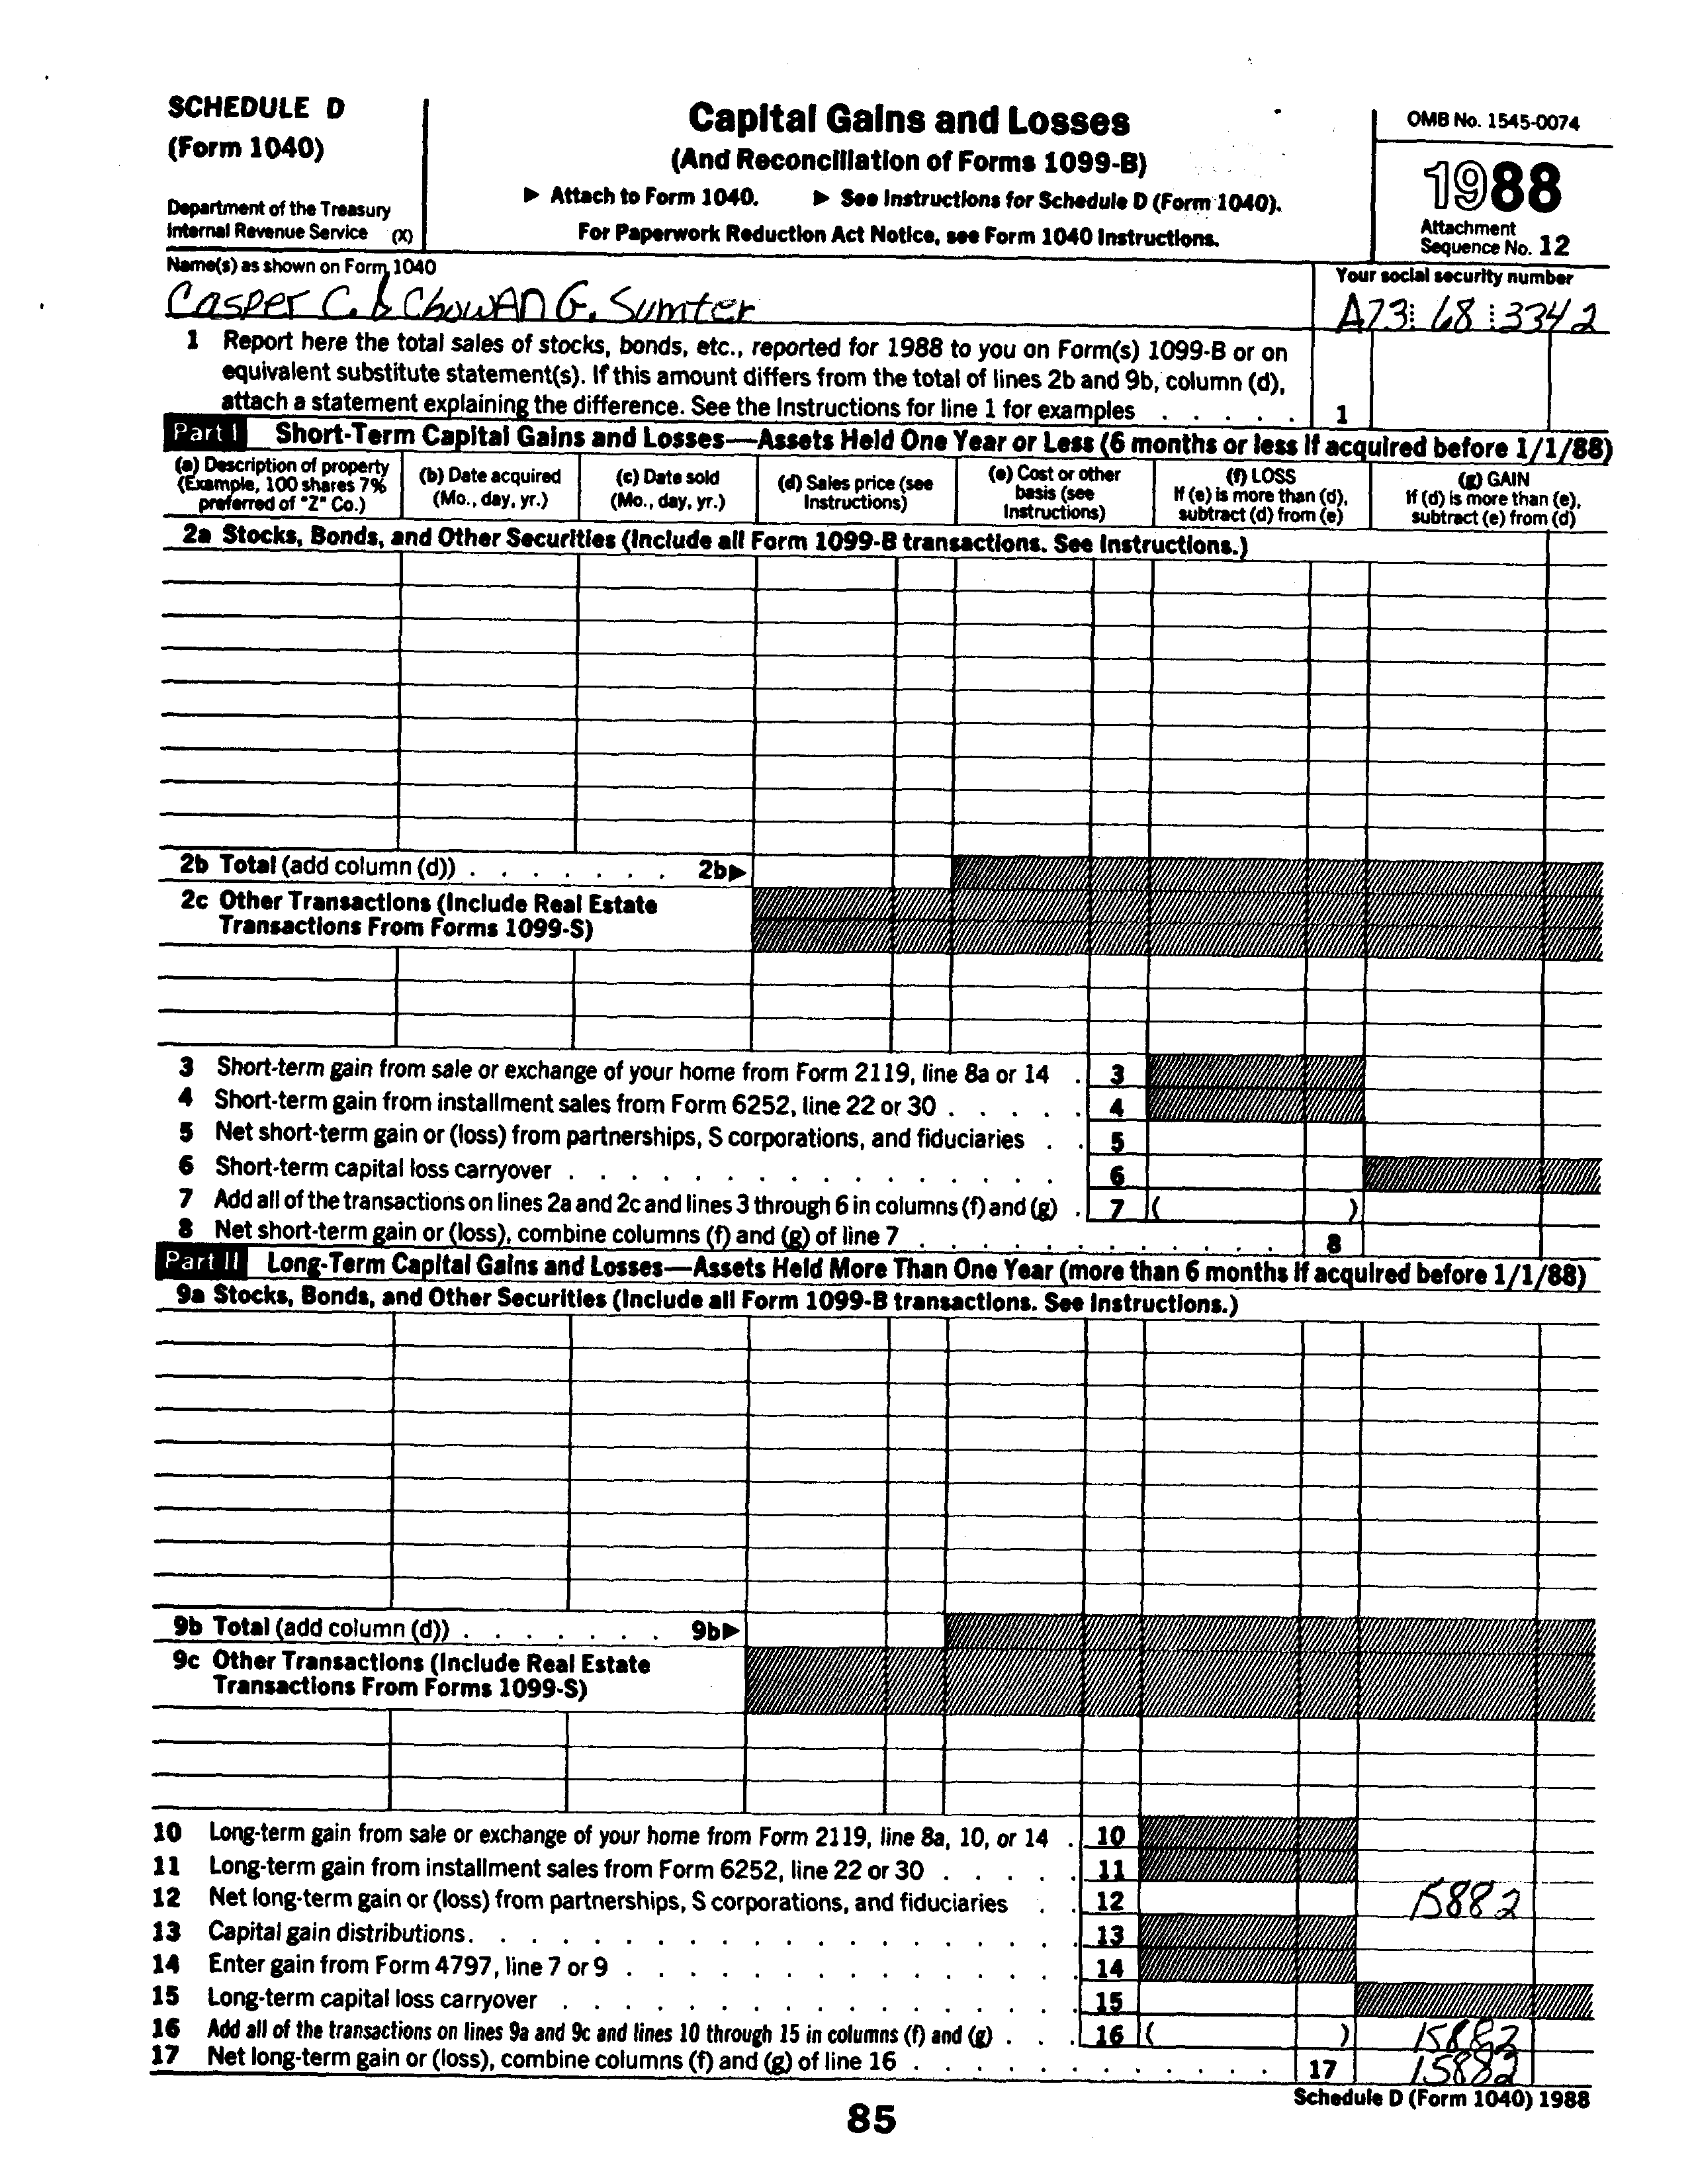 SCHEDULE D
(Form 1040)
Department of the Treasury
Internal Revenue Service (X)
Capital Gains and Losses
(And Reconciliation of Forms 1099-B)
▶ Attach to Form 1040. ▶ See Instructions for Schedule D (Form 1040).
For Paperwork Reduction Act Notice, see Form 1040 Instructions.
OMB No. 1545-0074
1988
Attachment
Sequence No. 12
Name(s) as shown on Form 1040
Casper C. & Chowan G. Sumter
Your social security number
A73 68 3342
1 Report here the total sales of stocks, bonds, etc., reported for 1988 to you on Form(s) 1099-B or on
equivalent substitute statement(s). If this amount differs from the total of lines 2b and 9b, column (d),
attach a statement explaining the difference. See the Instructions for line 1 for examples . . . . . 1
Part I Short-Term Capital Gains and Losses—Assets Held One Year or Less (6 months or less if acquired before 1/1/88)
(a) Description of property
(Example, 100 shares 7%
preferred of "Z" Co.)
(b) Date acquired
(Mo., day, yr.)
(c) Date sold
(Mo., day, yr.)
(d) Sales price (see
Instructions)
(e) Cost or other
basis (see
Instructions)
(f) LOSS
If (e) is more than (d),
subtract (d) from (e)
(g) GAIN
If (d) is more than (e),
subtract (e) from (d)
2a Stocks, Bonds, and Other Securities (Include all Form 1099-B transactions. See Instructions.)
2b Total (add column (d)) . . . . . . . 2b▶
2c Other Transactions (Include Real Estate
Transactions From Forms 1099-S)
3 Short-term gain from sale or exchange of your home from Form 2119, line 8a or 14 . 3
4 Short-term gain from installment sales from Form 6252, line 22 or 30 . . . . . 4
5 Net short-term gain or (loss) from partnerships, S corporations, and fiduciaries . . 5
6 Short-term capital loss carryover . . . . . . . . . . . . . . . . 6
7 Add all of the transactions on lines 2a and 2c and lines 3 through 6 in columns (f) and (g) . 7 ( )
8 Net short-term gain or (loss), combine columns (f) and (g) of line 7 . . . . . . . . . . . . 8
Part II Long-Term Capital Gains and Losses—Assets Held More Than One Year (more than 6 months if acquired before 1/1/88)
9a Stocks, Bonds, and Other Securities (Include all Form 1099-B transactions. See Instructions.)
9b Total (add column (d)) . . . . . . . 9b▶
9c Other Transactions (Include Real Estate
Transactions From Forms 1099-S)
10 Long-term gain from sale or exchange of your home from Form 2119, line 8a, 10, or 14 . 10
11 Long-term gain from installment sales from Form 6252, line 22 or 30 . . . . . 11
12 Net long-term gain or (loss) from partnerships, S corporations, and fiduciaries . . 12 15882
13 Capital gain distributions. . . . . . . . . . . . . . . . . . . . 13
14 Enter gain from Form 4797, line 7 or 9 . . . . . . . . . . . . . . 14
15 Long-term capital loss carryover . . . . . . . . . . . . . . . . 15
16 Add all of the transactions on lines 9a and 9c and lines 10 through 15 in columns (f) and (g) . . . 16 ( ) 15882
17 Net long-term gain or (loss), combine columns (f) and (g) of line 16 . . . . . . . . . . . . 17 15882
Schedule D (Form 1040) 1988
85